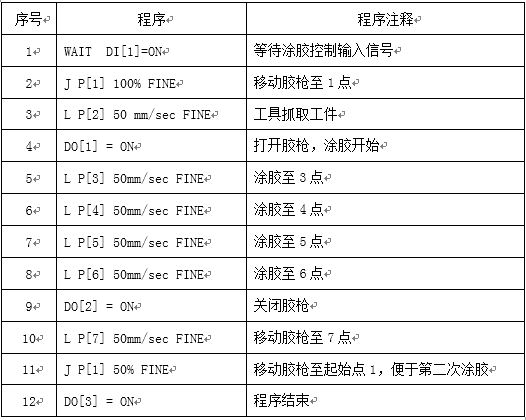 序号 程序 程序注释
1 WAIT DI[1]=ON 等待涂胶控制输入信号
2 J P[1] 100% FINE 移动胶枪至1点
3 L P[2] 50 mm/sec FINE 工具抓取工件
4 DO[1] = ON 打开胶枪，涂胶开始
5 L P[3] 50mm/sec FINE 涂胶至3点
6 L P[4] 50mm/sec FINE 涂胶至4点
7 L P[5] 50mm/sec FINE 涂胶至5点
8 L P[6] 50mm/sec FINE 涂胶至6点
9 DO[2] = ON 关闭胶枪
10 L P[7] 50mm/sec FINE 移动胶枪至7点
11 J P[1] 50% FINE 移动胶枪至起始点1，便于第二次涂胶
12 DO[3] = ON 程序结束